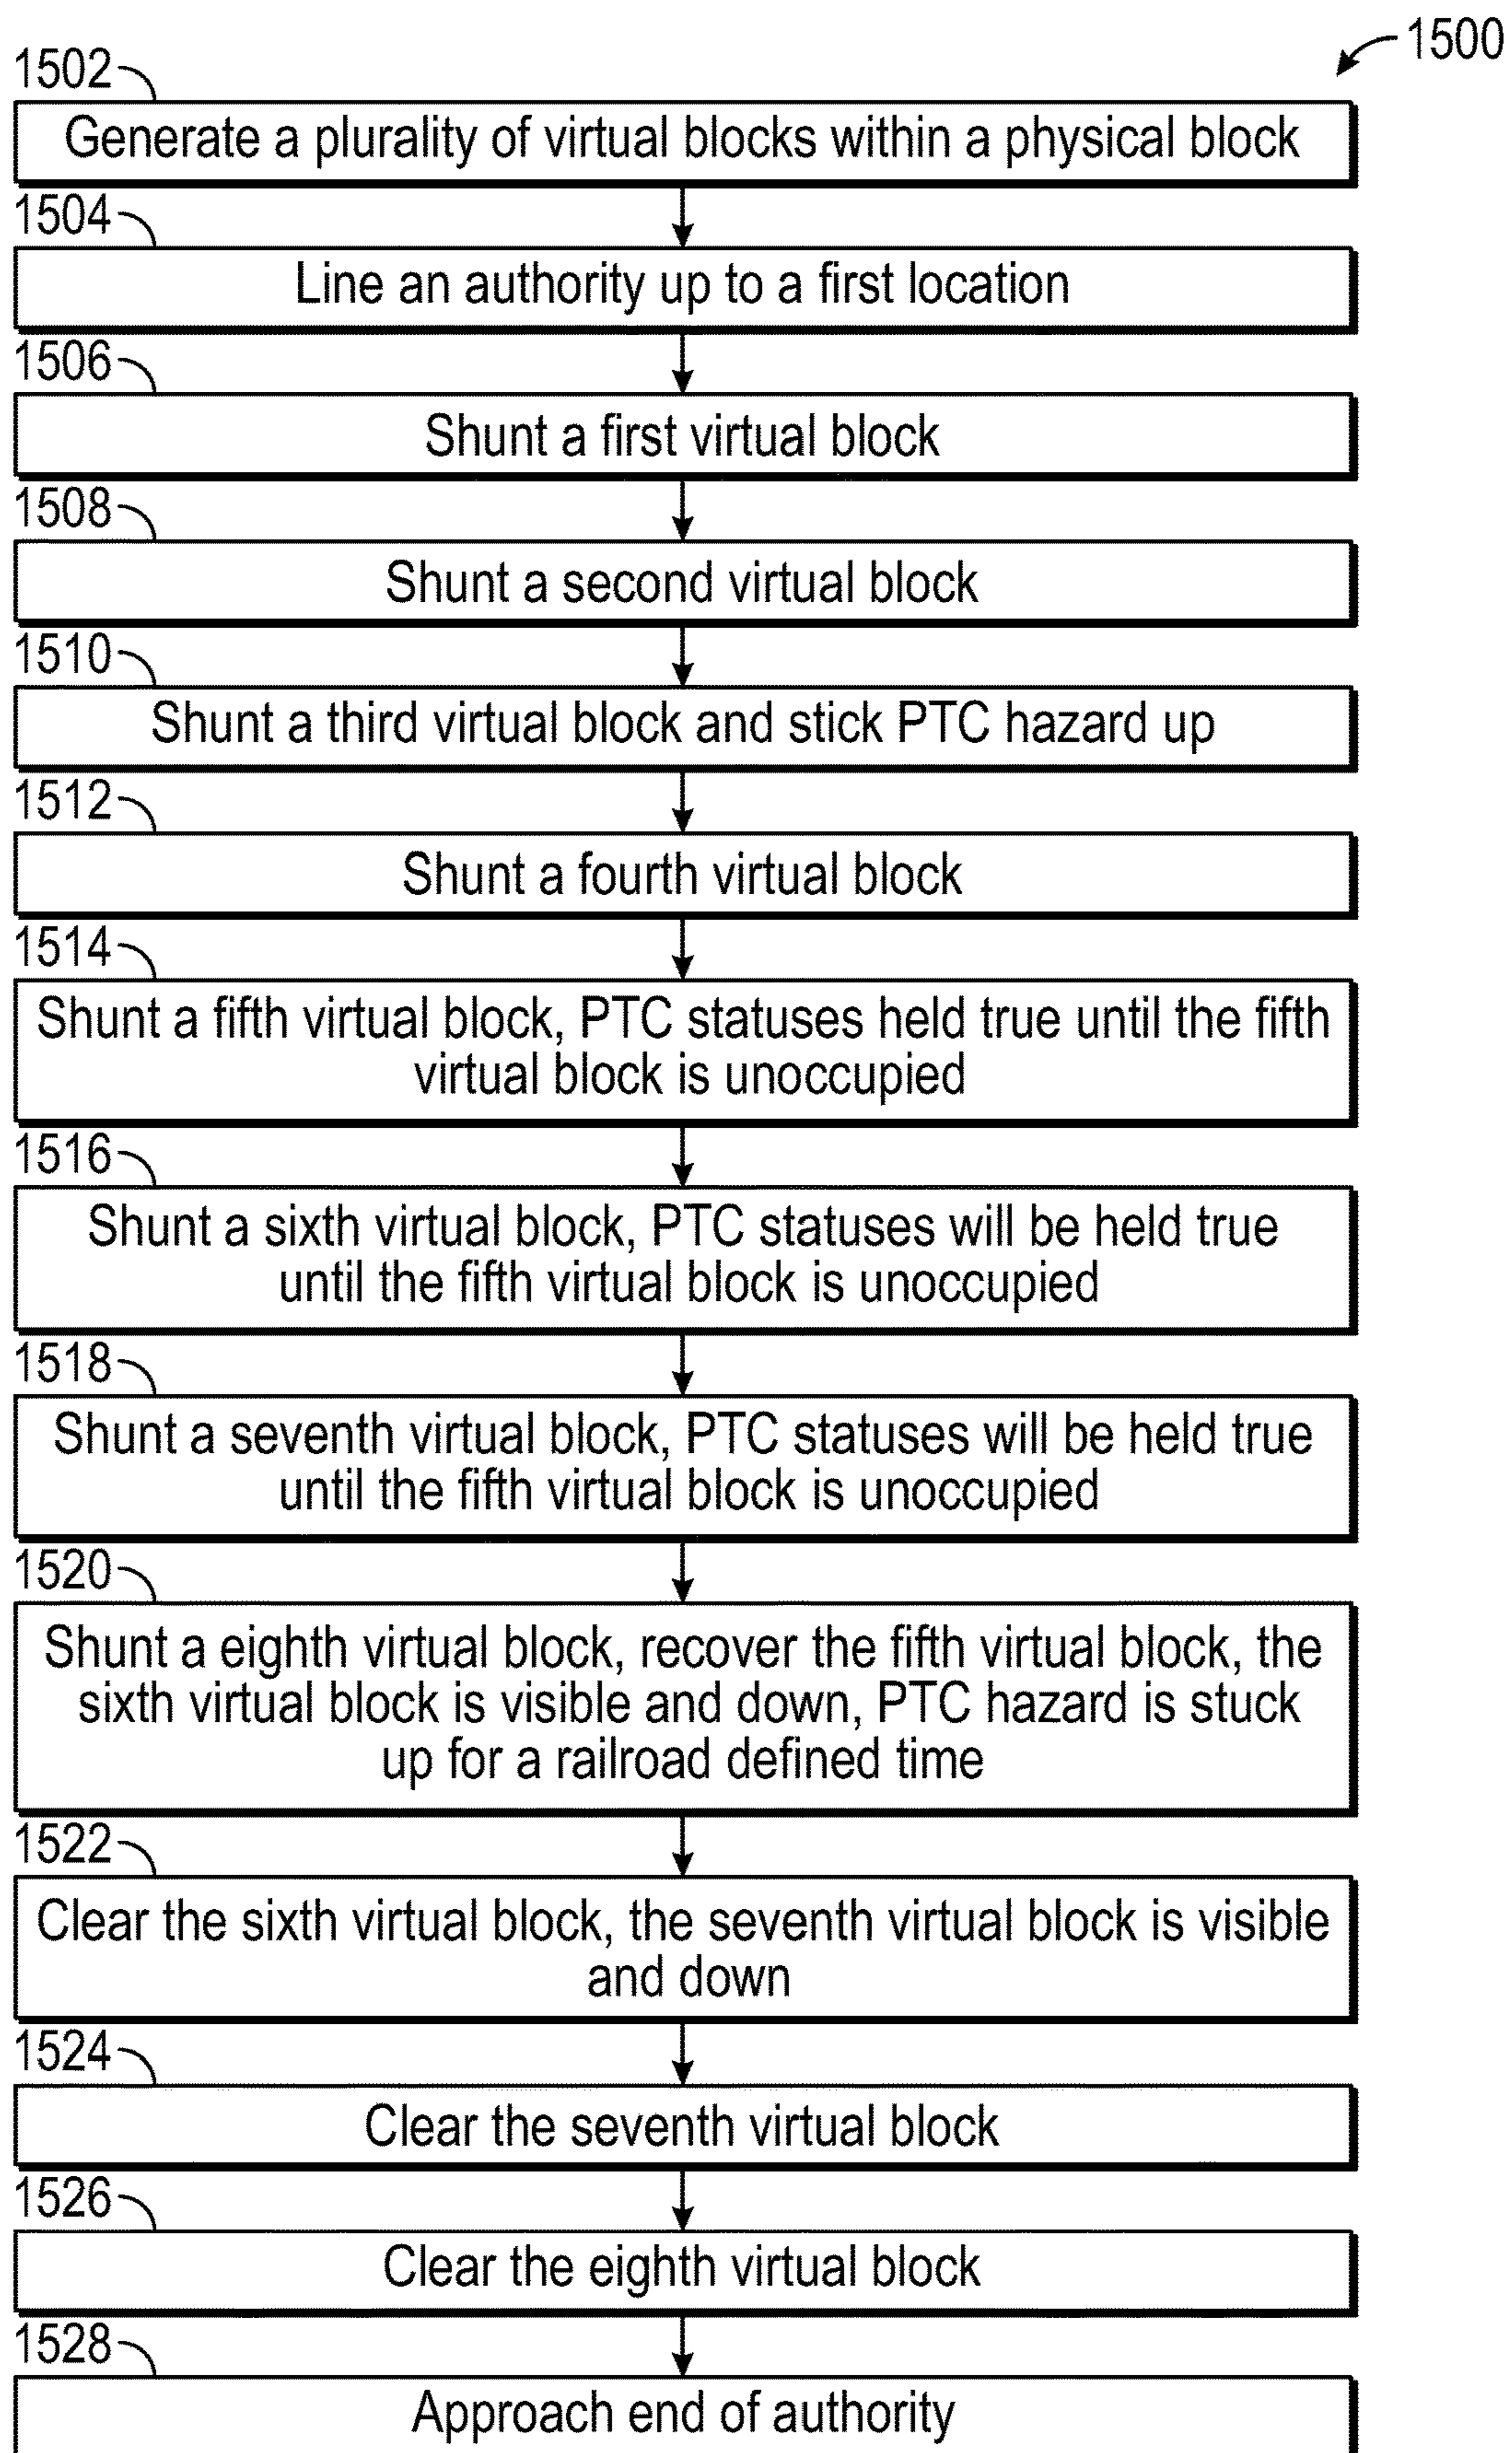 1500
1502
Generate a plurality of virtual blocks within a physical block
1504
Line an authority up to a first location
1506
Shunt a first virtual block
1508
Shunt a second virtual block
1510
Shunt a third virtual block and stick PTC hazard up
1512
Shunt a fourth virtual block
1514
Shunt a fifth virtual block, PTC statuses held true until the fifth
virtual block is unoccupied
1516
Shunt a sixth virtual block, PTC statuses will be held true
until the fifth virtual block is unoccupied
1518
Shunt a seventh virtual block, PTC statuses will be held true
until the fifth virtual block is unoccupied
1520
Shunt a eighth virtual block, recover the fifth virtual block, the
sixth virtual block is visible and down, PTC hazard is stuck
up for a railroad defined time
1522
Clear the sixth virtual block, the seventh virtual block is visible
and down
1524
Clear the seventh virtual block
1526
Clear the eighth virtual block
1528
Approach end of authority